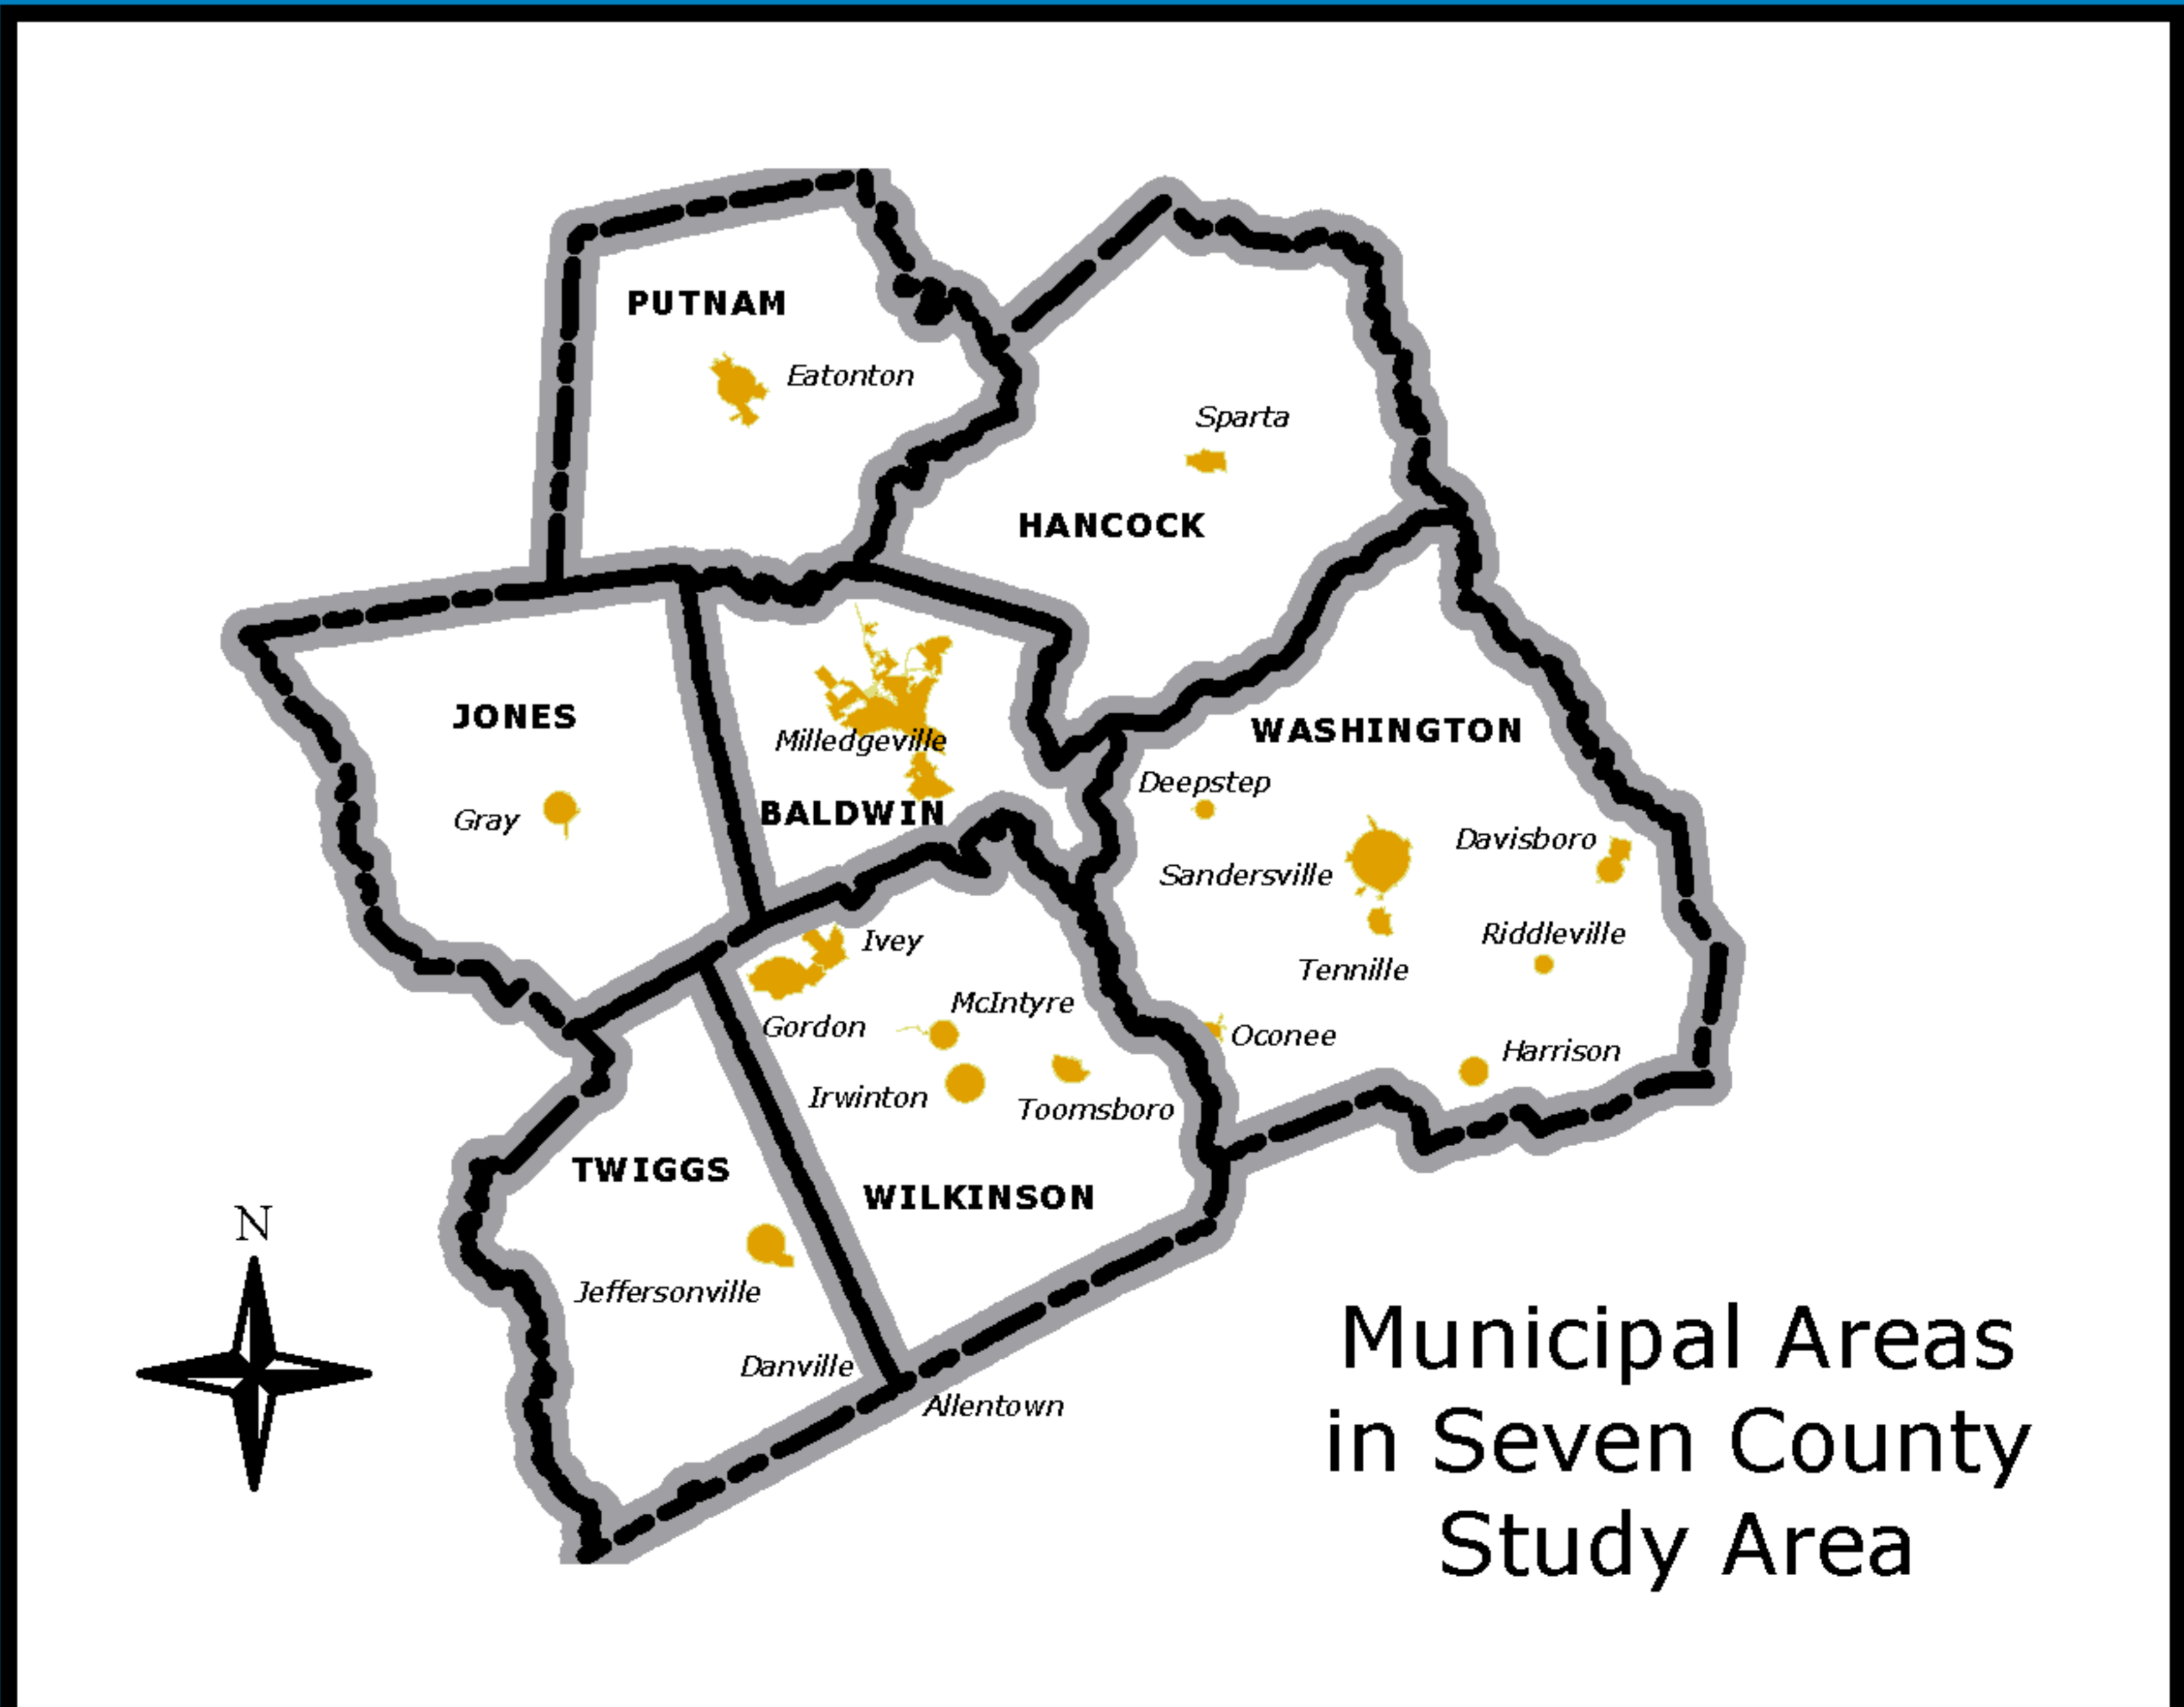 PUTNAM
Eatonton
Sparta
HANCOCK
JONES
WASHINGTON
Milledgeville
Deepstep
BALDWIN
Gray
Davisboro
Sandersville
Riddleville
Ivey
Tennille
McIntyre
Gordon
Oconee
Harrison
Irwinton
Toomsboro
TWIGGS
WILKINSON
N
Jeffersonville
Danville
Allentown
Municipal Areas
in Seven County
Study Area